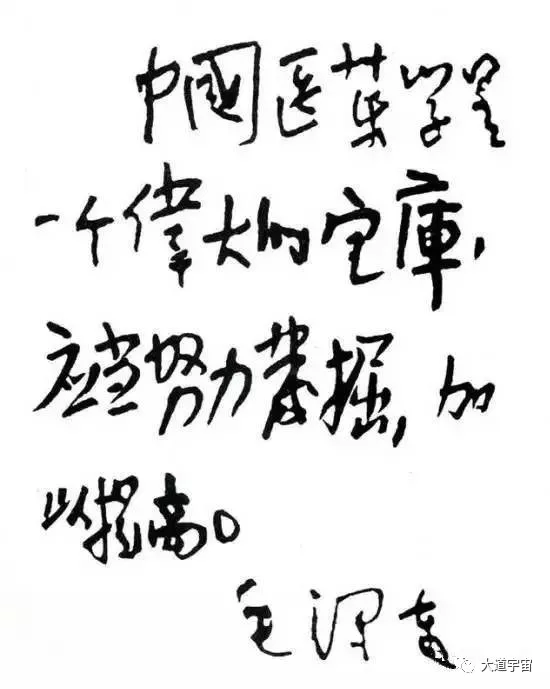 中國医药学是
一个偉大的宝庫，
应当努力发掘，加
以提高。
毛泽东
大道宇宙